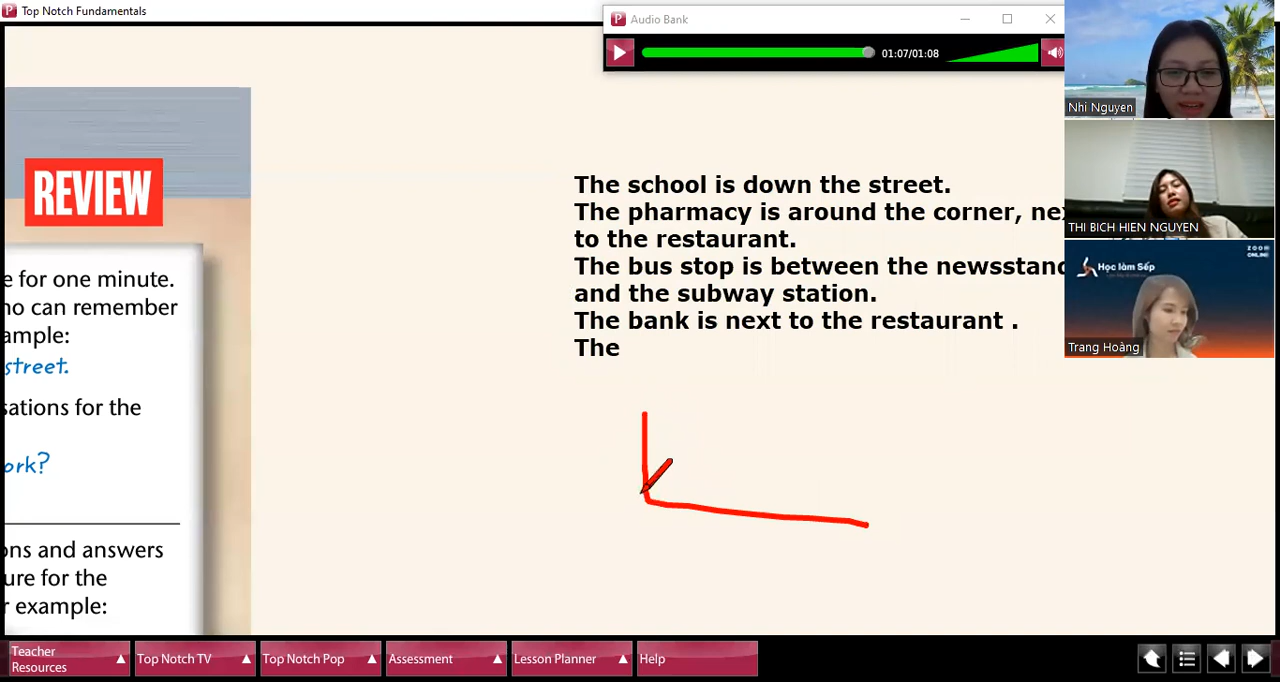 Top Notch Fundamentals
Audio Bank
01:07/01:08
Nhi Nguyen
REVIEW
The school is down the street.
The pharmacy is around the corner, nex
to the restaurant.
The bus stop is between the newsstand
and the subway station.
The bank is next to the restaurant .
The
THI BICH HIEN NGUYEN
ZOOM
ONLINE
Học làm Sếp
Trang Hoàng
e for one minute.
ho can remember
ample:
street.
sations for the
ork?
ons and answers
ure for the
r example:
Teacher
Resources
Top Notch TV
Top Notch Pop
Assessment
Lesson Planner
Help